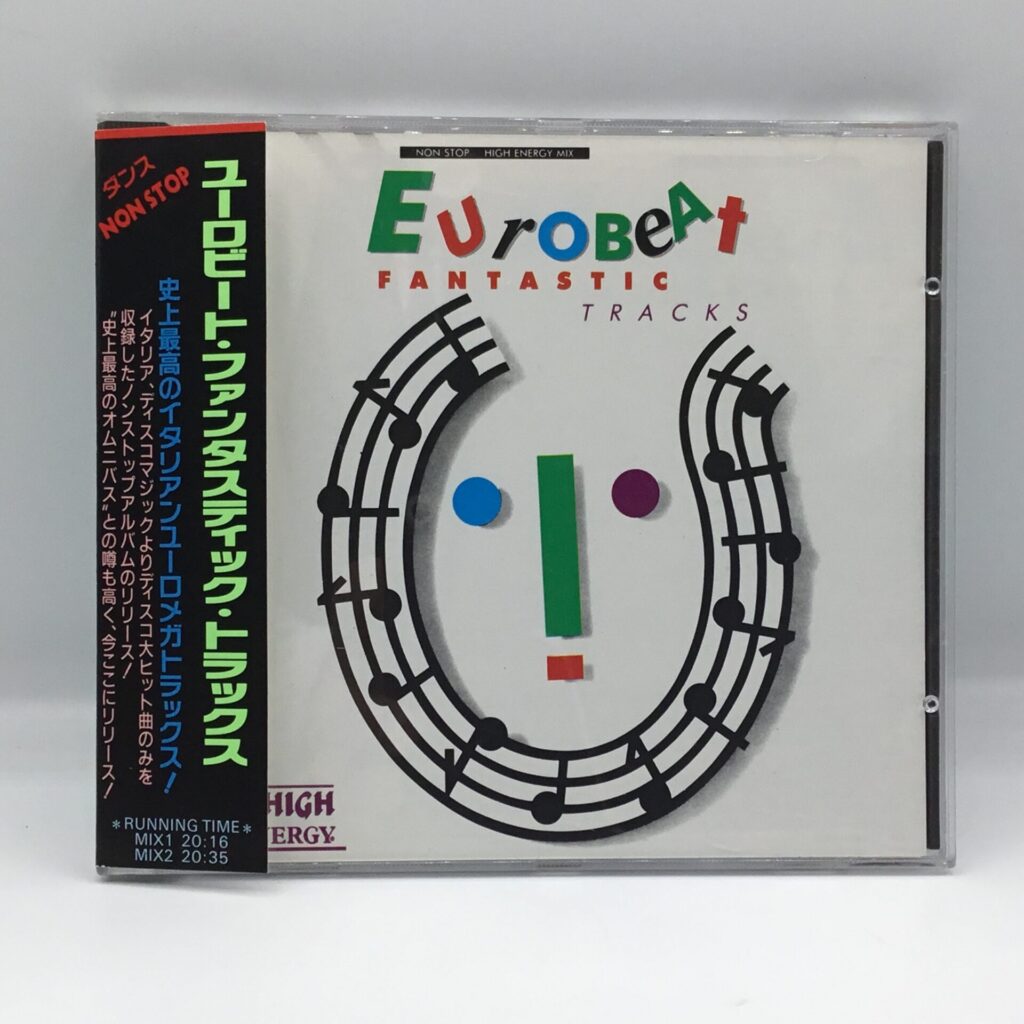 ダンス
NON STOP
ユーロビート・ファンタスティック・トラックス
史上最高のイタリアンユーロメガトラックス！
イタリア、ディスコマジックよりディスコ大ヒット曲のみを
収録したノンストップアルバムのリリース！
"史上最高のオムニバス"との噂も高く、今ここにリリース！
*RUNNING TIME*
MIX1 20:16
MIX2 20:35
NON STOP HIGH ENERGY MIX
EUroBeAt
FANTASTIC
TRACKS
HIGH
ERGY.